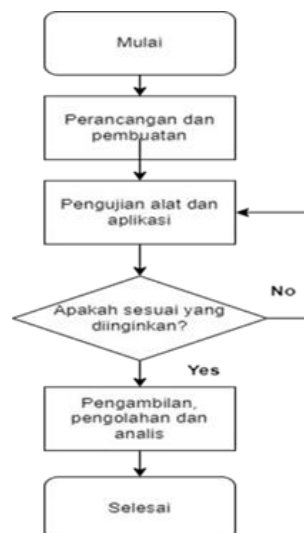 Mulai
Perancangan dan
pembuatan
Pengujian alat dan
aplikasi
Apakah sesuai yang
diinginkan?
No
Yes
Pengambilan,
pengolahan dan
analis
Selesai